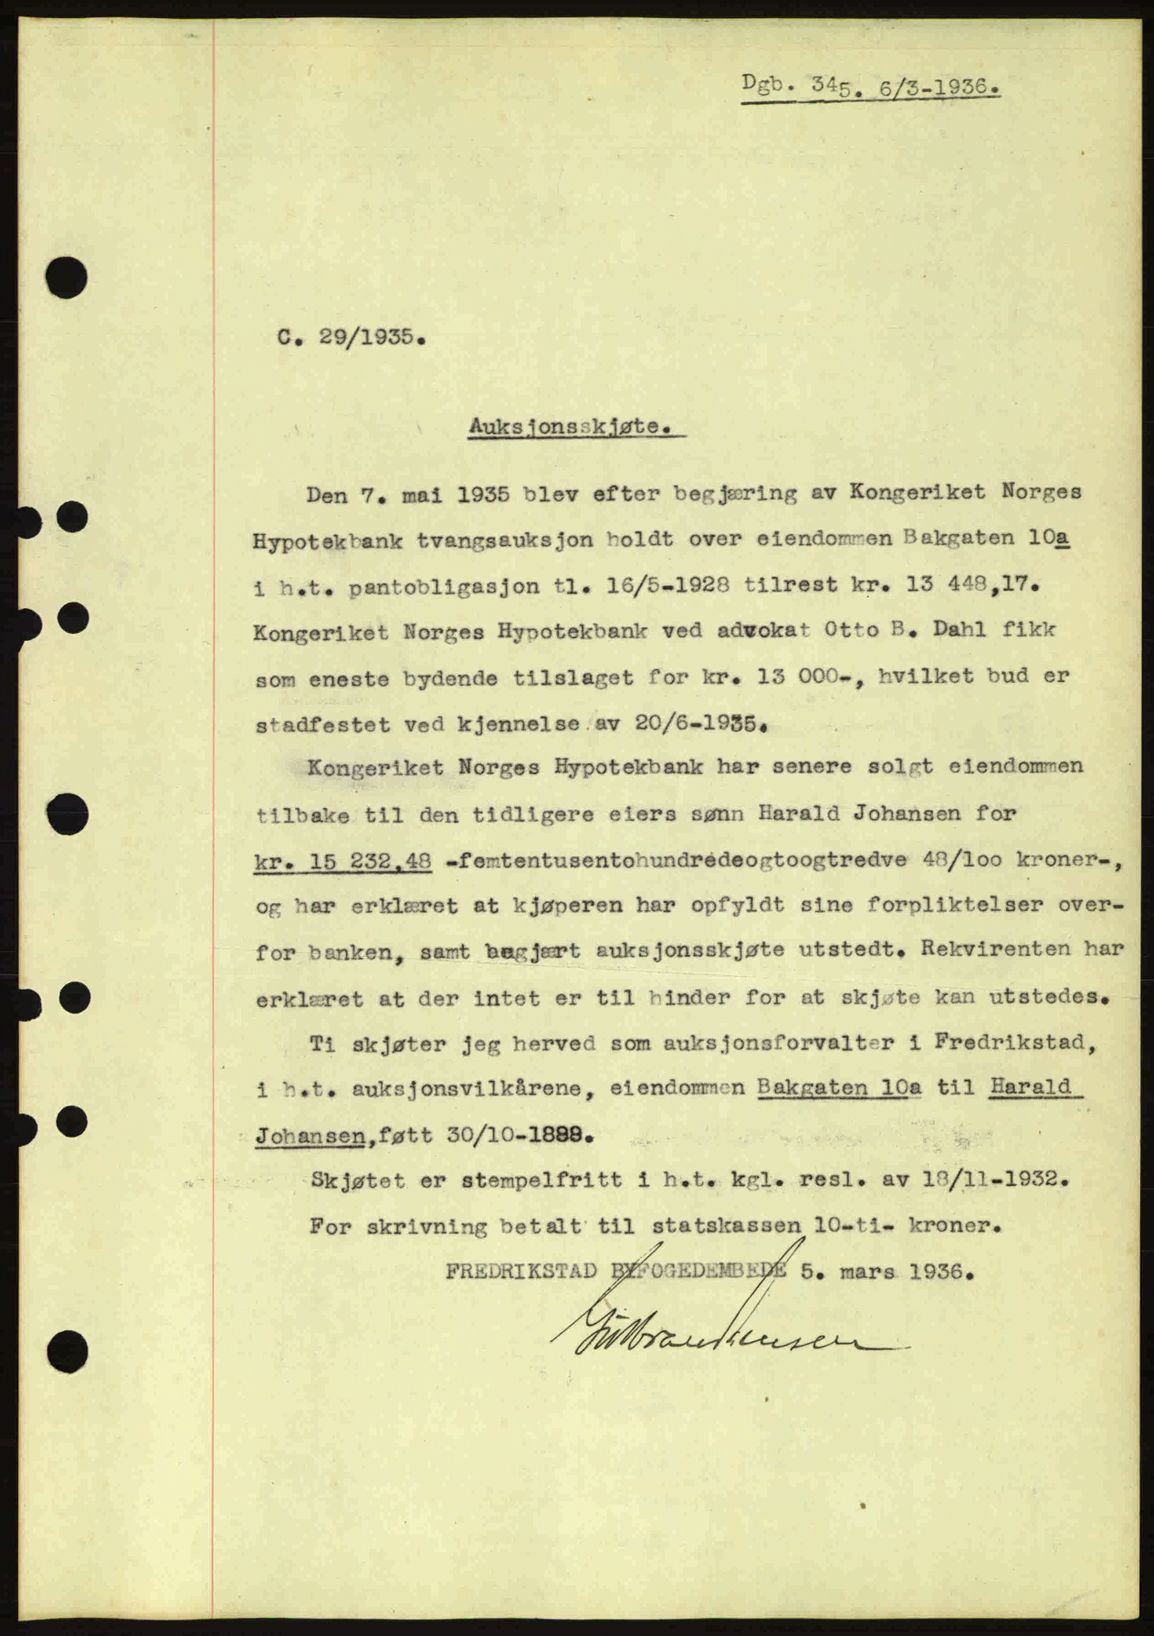 Dgb. 345. 6/3-1936.
C. 29/1935.
Auksjonsskjøte.
Den 7. mai 1935 blev efter begjæring av Kongeriket Norges
Hypotekbank tvangsauksjon holdt over eiendommen Bakgaten 10a
i h.t. pantobligasjon tl. 16/5-1928 tilrest kr. 13 448,17.
Kongeriket Norges Hypotekbank ved advokat Otto B. Dahl fikk
som eneste bydende tilslaget for kr. 13 000-, hvilket bud er
stadfestet ved kjennelse av 20/6-1935.
Kongeriket Norges Hypotekbank har senere solgt eiendommen
tilbake til den tidligere eiers sønn Harald Johansen for
kr. 15 232,48 -femtentusentohundredeogtoogtredve 48/100 kroner-,
og har erklæret at kjøperen har opfyldt sine forpliktelser over-
for banken, samt begjært auksjonsskjøte utstedt. Rekvirenten har
erklæret at der intet er til hinder for at skjøte kan utstedes.
Ti skjøter jeg herved som auksjonsforvalter i Fredrikstad,
i h.t. auksjonsvilkårene, eiendommen Bakgaten 10a til Harald
Johansen, født 30/10-1899.
Skjøtet er stempelfritt i h.t. kgl. resl. av 18/11-1932.
For skrivning betalt til statskassen 10-ti- kroner.
FREDRIKSTAD BYFOGEDEMBEDE 5. mars 1936.